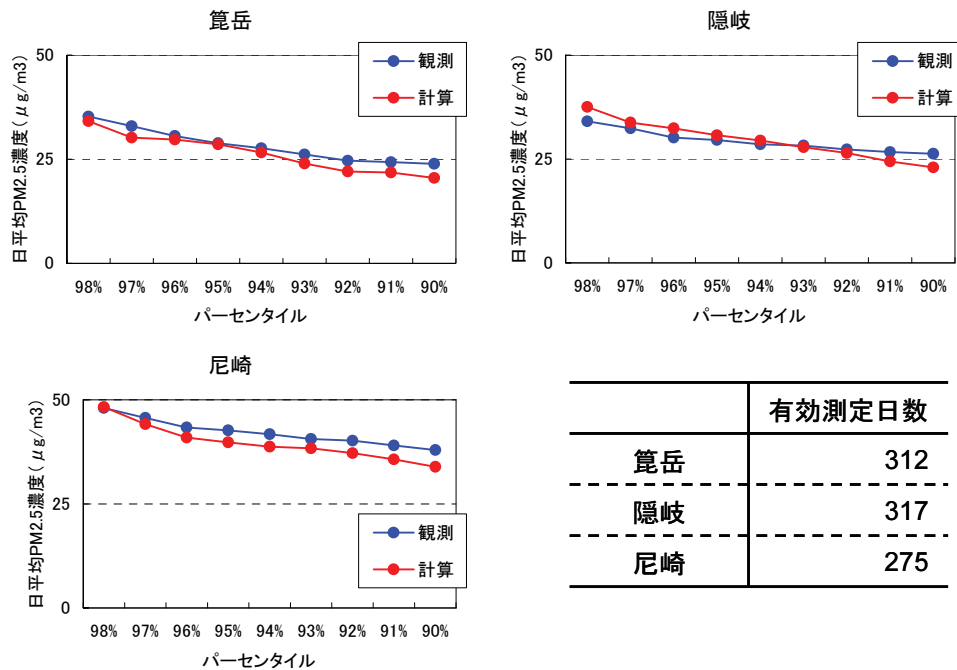 箟岳
50
25
0
日平均PM2.5濃度(μg/m3)
観測
計算
98% 97% 96% 95% 94% 93% 92% 91% 90%
パーセンタイル
隠岐
50
25
0
日平均PM2.5濃度(μg/m3)
観測
計算
98% 97% 96% 95% 94% 93% 92% 91% 90%
パーセンタイル
尼崎
50
25
0
日平均PM2.5濃度(μg/m3)
観測
計算
98% 97% 96% 95% 94% 93% 92% 91% 90%
パーセンタイル
有効測定日数
箟岳 312
隠岐 317
尼崎 275